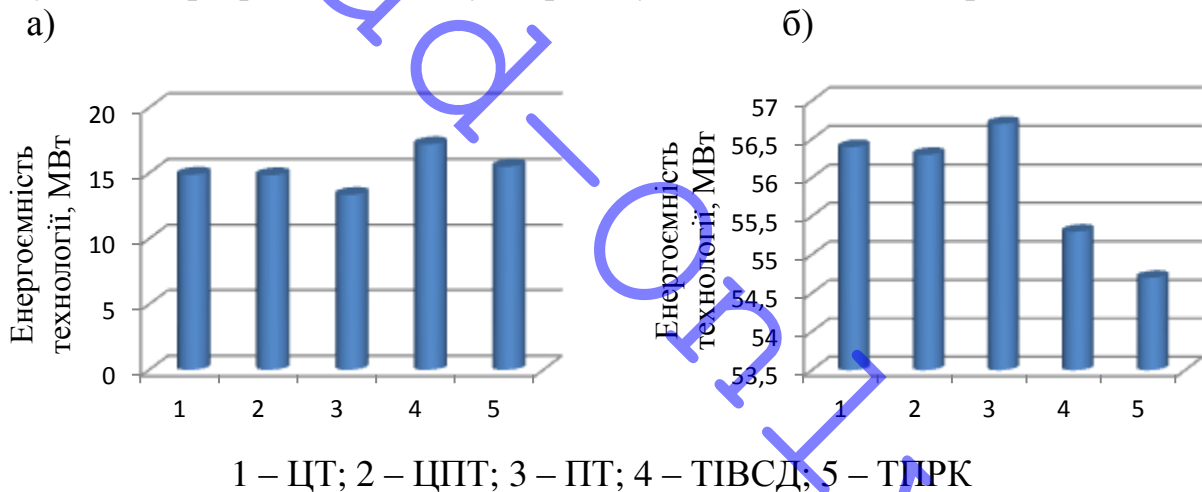 а)
б)
Енергоємність
технології, МВт
20
15
10
5
0
1 2 3 4 5
Енергоємність
технології, МВт
57
56,5
56
55,5
55
54,5
54
53,5
1 2 3 4 5
1 – ЦТ; 2 – ЦПТ; 3 – ПТ; 4 – ТІВСД; 5 – ТПРК